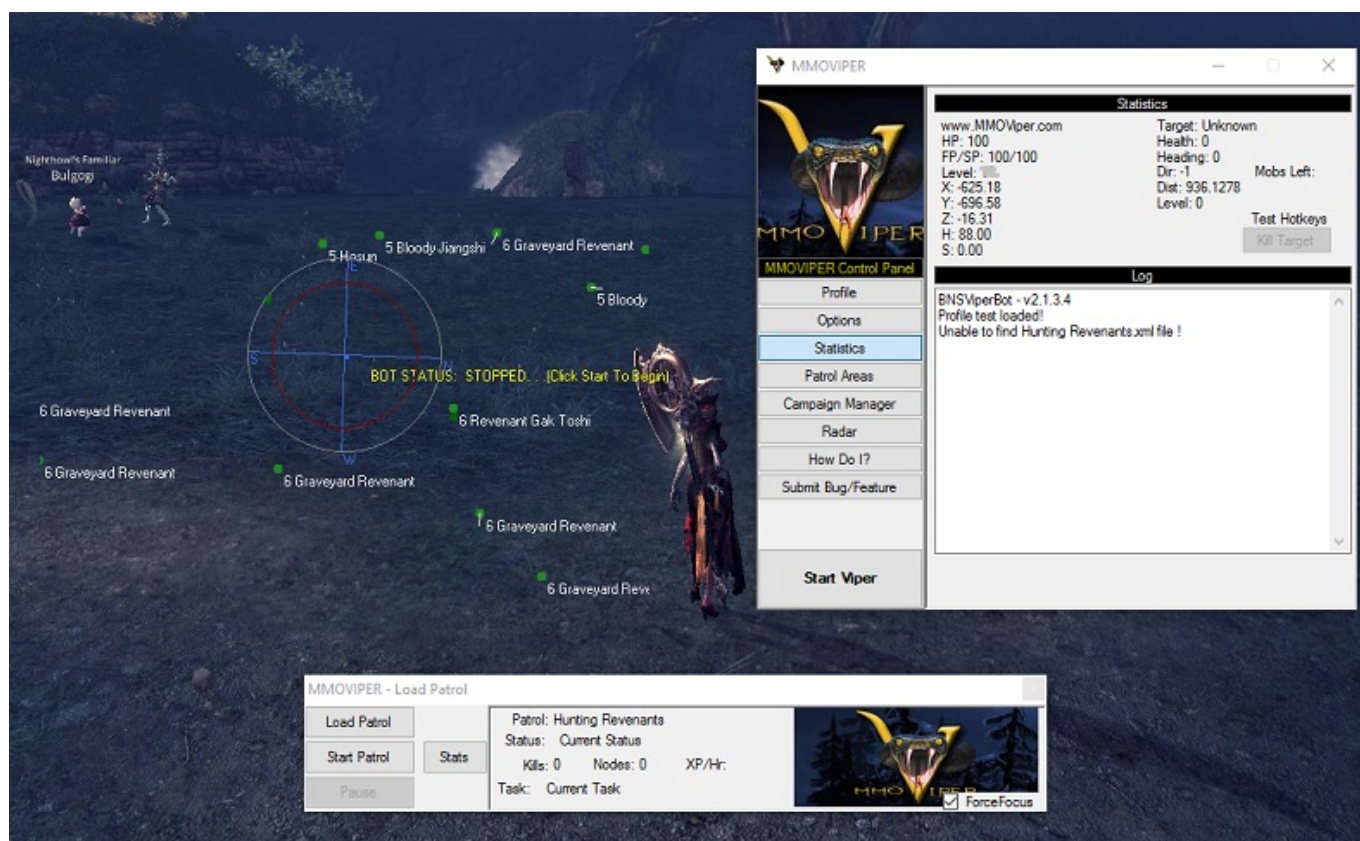 Nighthowl's Familiar
Bulgogi
5 Hosun
5 Bloody Jiangshi
6 Graveyard Revenant
5 Bloody
E
S
N
W
BOT STATUS: STOPPED. . .(Click Start To Begin)
6 Graveyard Revenant
6 Revenant Gak Toshi
6 Graveyard Revenant
6 Graveyard Revenant
6 Graveyard Revenant
6 Graveyard Reve
MMOVIPER
MMO VIPER
MMOVIPER Control Panel
Profile
Options
Statistics
Patrol Areas
Campaign Manager
Radar
How Do I?
Submit Bug/Feature
Start Viper
Statistics
www.MMOViper.com
HP: 100
FP/SP: 100/100
Level:
X: -625.18
Y: -696.58
Z: -16.31
H: 88.00
S: 0.00
Target: Unknown
Health: 0
Heading: 0
Dir: -1
Dist: 936.1278
Level: 0
Mobs Left:
Test Hotkeys
Kill Target
Log
BNSViperBot - v2.1.3.4
Profile test loaded!
Unable to find Hunting Revenants.xml file !
MMOVIPER - Load Patrol
Load Patrol
Start Patrol
Pause
Stats
Patrol: Hunting Revenants
Status: Current Status
Kills: 0 Nodes: 0 XP/Hr:
Task: Current Task
MMO VIPER
ForceFocus